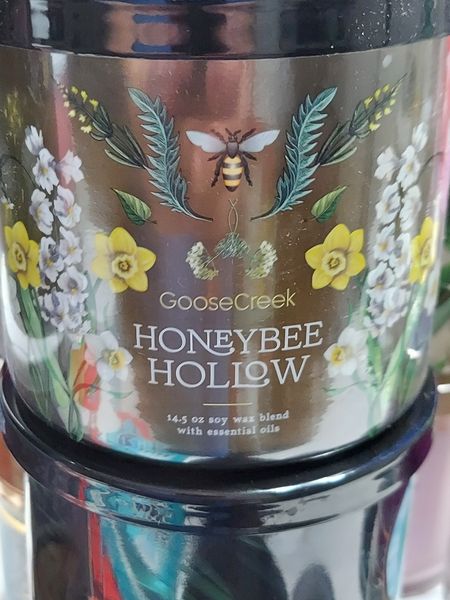 GooseCreek
HONEYBEE
HOLLOW
14.5 oz soy wax blend
with essential oils